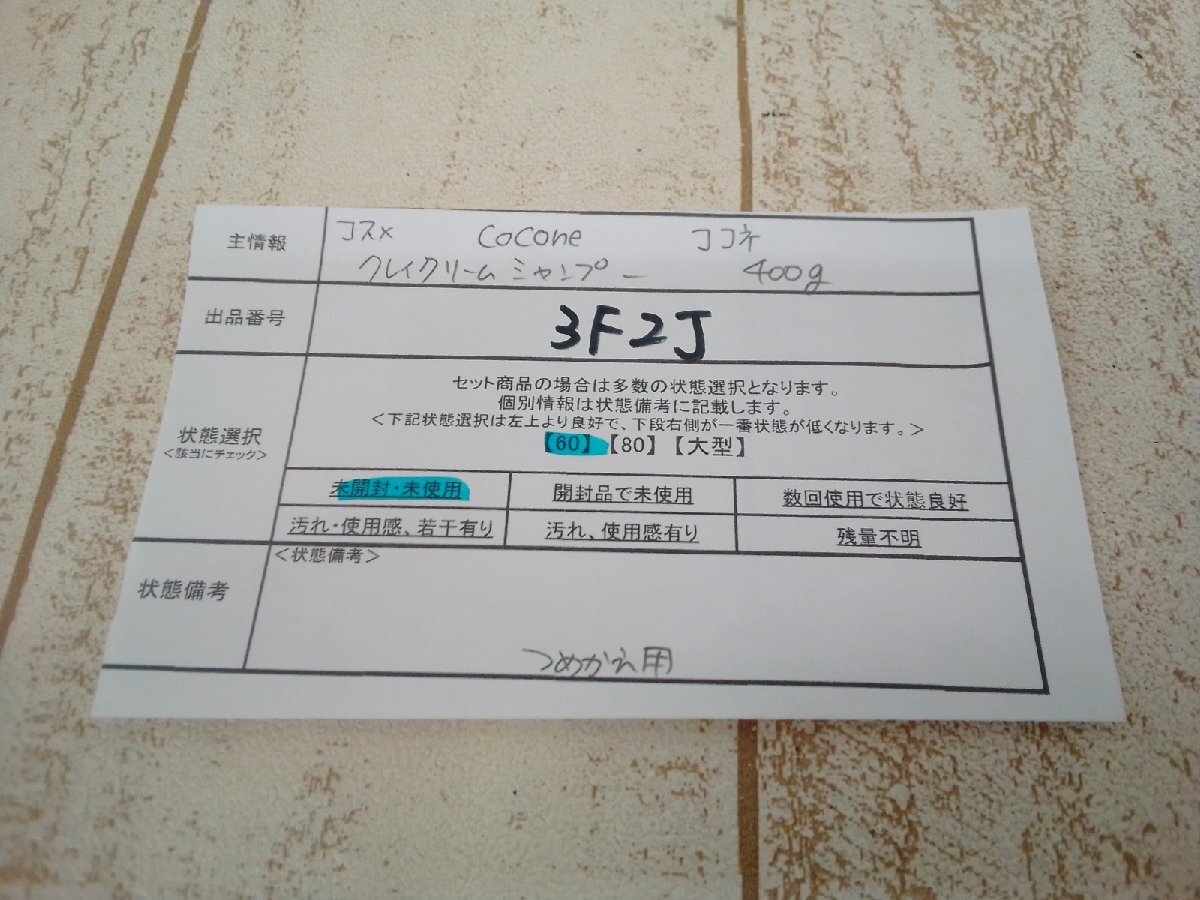 主情報
コスメ cocone ココネ
クレイクリームシャンプー 400g
出品番号
3F2J
状態選択
<該当にチェック>
セット商品の場合は多数の状態選択となります。
個別情報は状態備考に記載します。
<下記状態選択は左上より良好で、下段右側が一番状態が低くなります。>
【60】【80】【大型】
未開封・未使用 開封品で未使用 数回使用で状態良好
汚れ・使用感、若干有り 汚れ、使用感有り 残量不明
状態備考
<状態備考>
つめかえ用